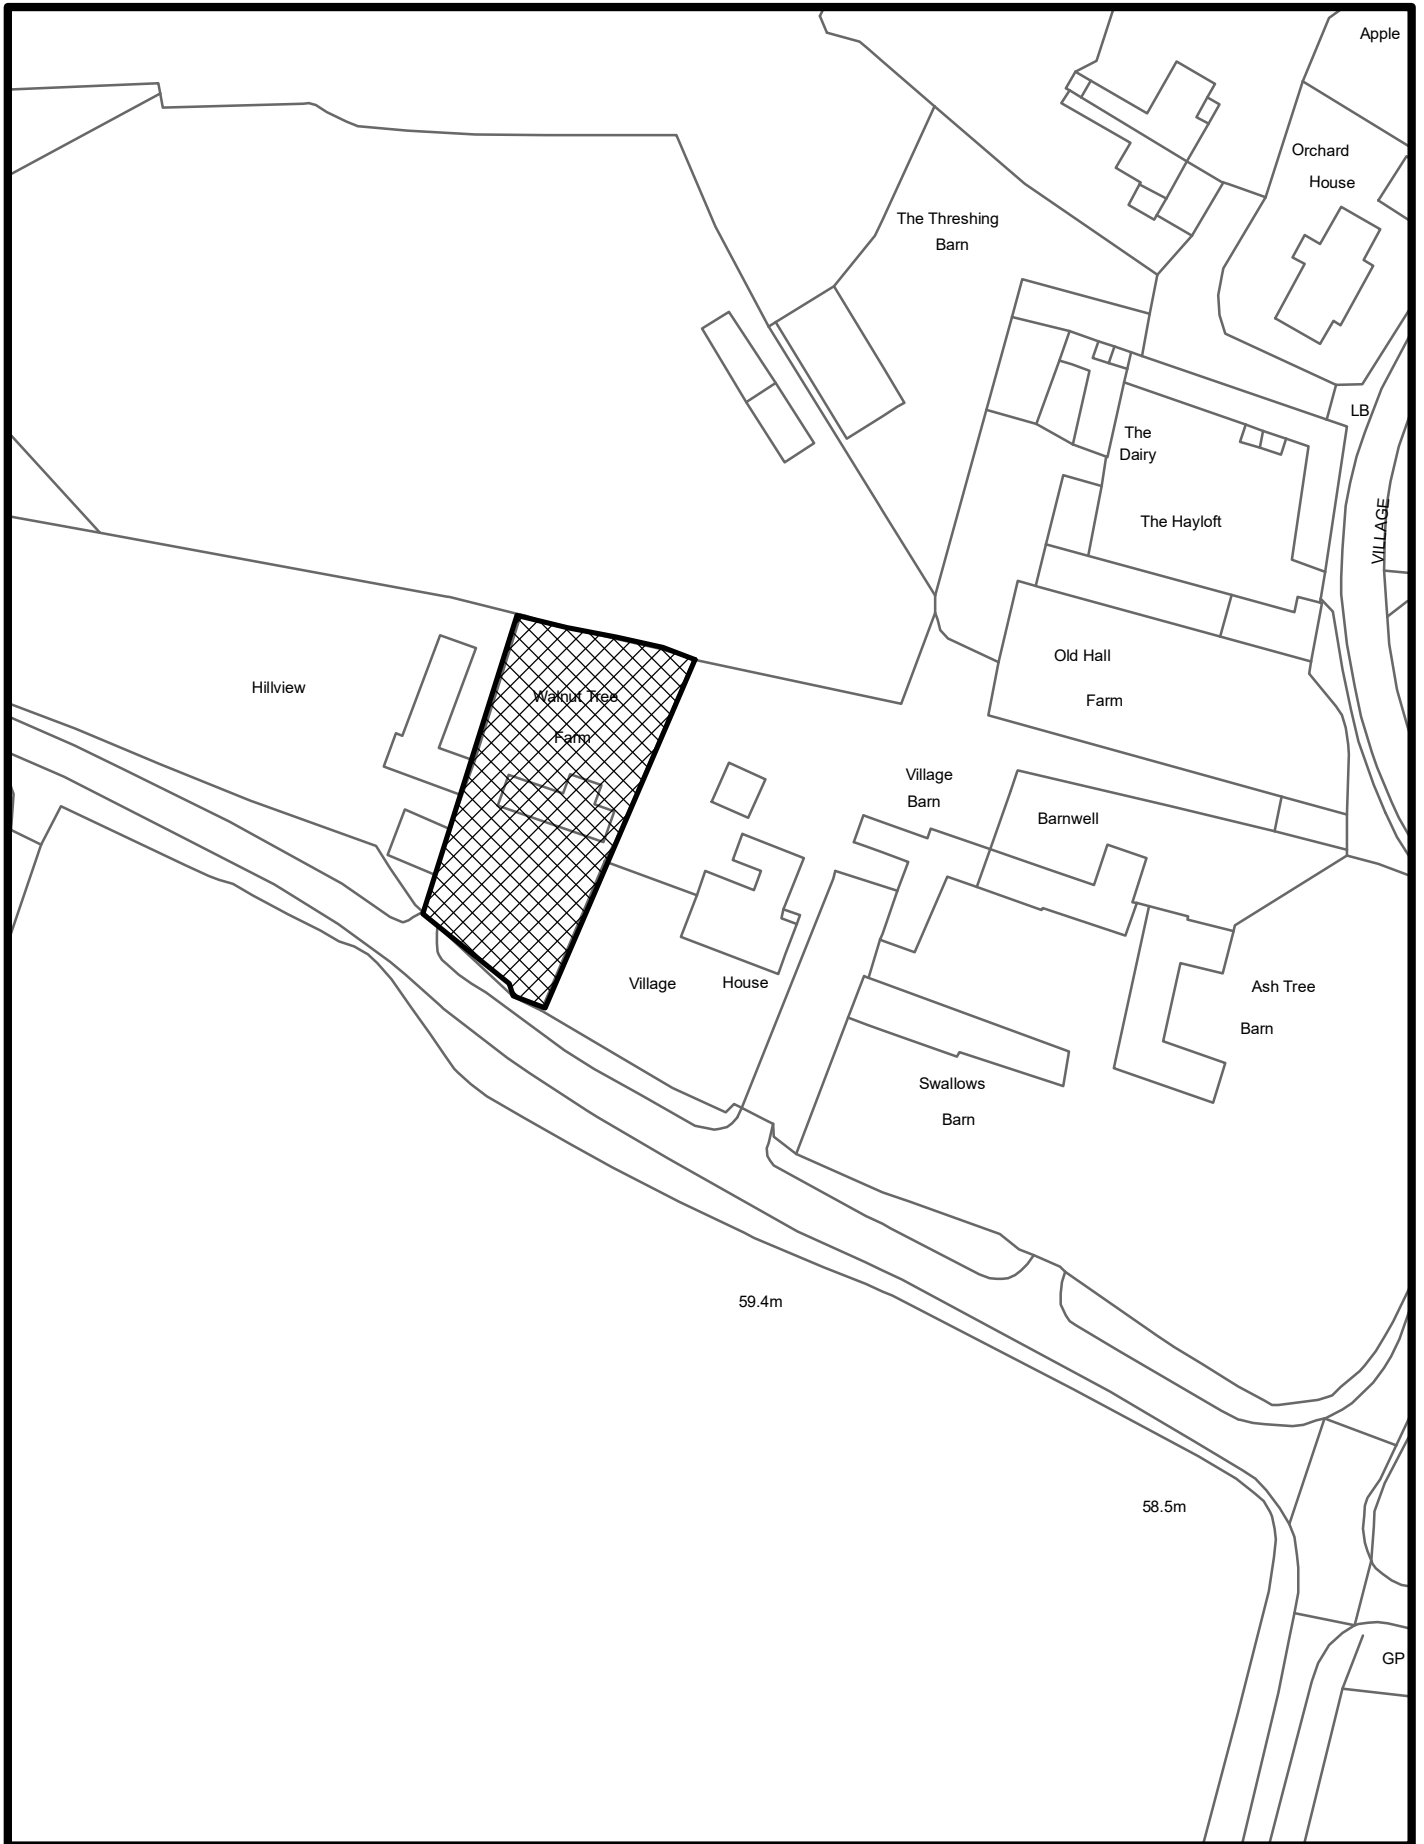 Apple
Orchard
House
The Threshing
Barn
LB
The
Dairy
VILLAGE
The Hayloft
Old Hall
Farm
Hillview
Walnut Tree
Farm
Village
Barn
Barnwell
Village House
Ash Tree
Barn
Swallows
Barn
59.4m
58.5m
GP